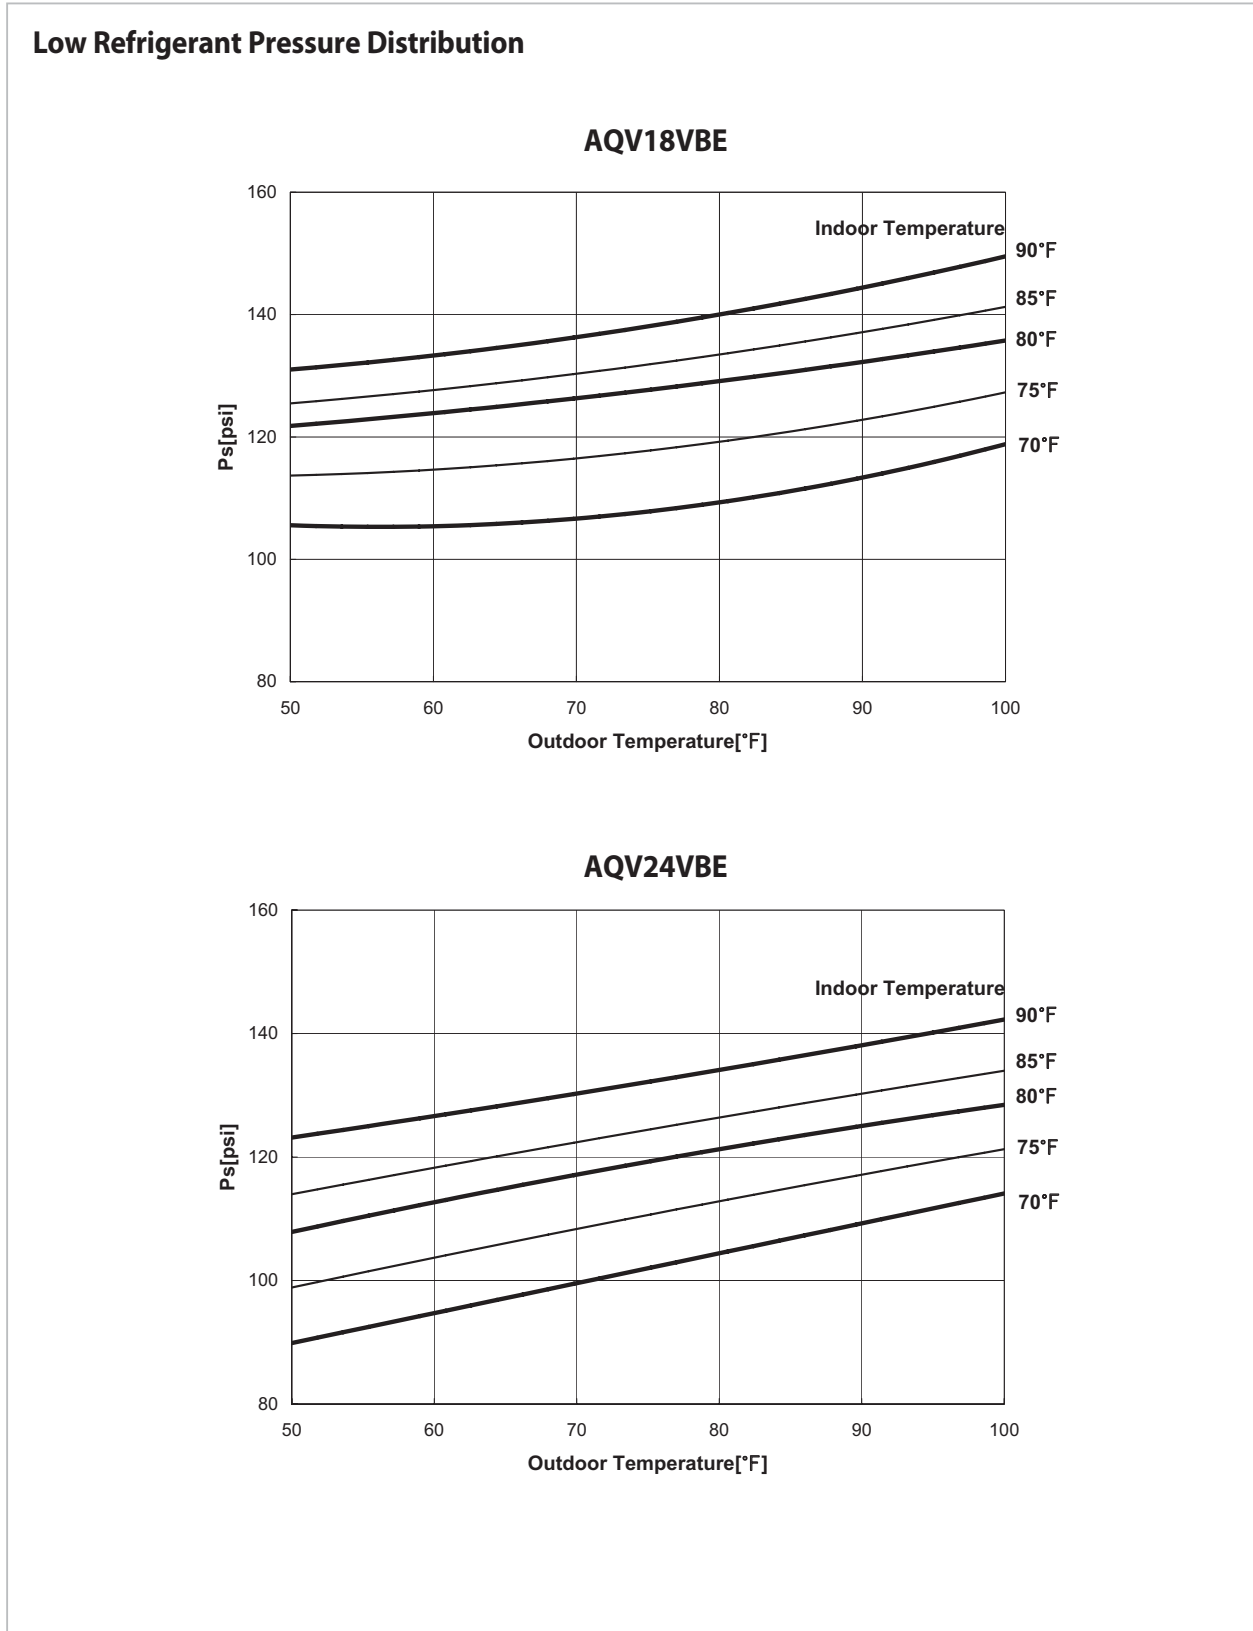 Low Refrigerant Pressure Distribution
AQV18VBE
160
140
120
100
80
Ps[psi]
Indoor Temperature
90°F
85°F
80°F
75°F
70°F
50 60 70 80 90 100
Outdoor Temperature[°F]
AQV24VBE
160
140
120
100
80
Ps[psi]
Indoor Temperature
90°F
85°F
80°F
75°F
70°F
50 60 70 80 90 100
Outdoor Temperature[°F]